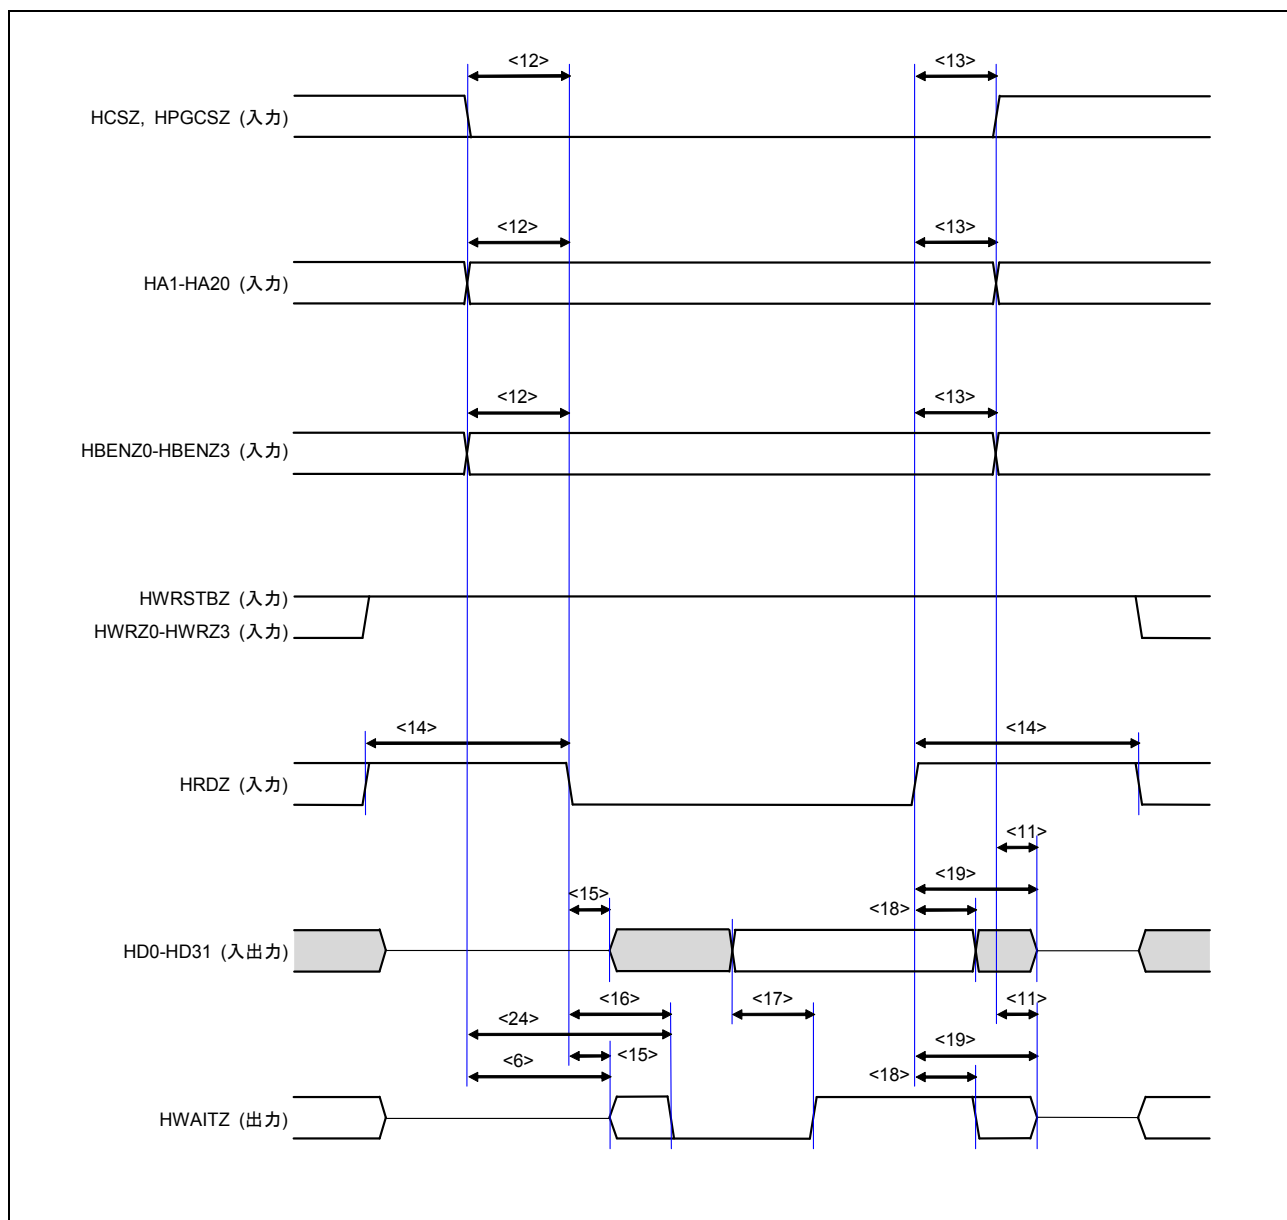 <12> <13>
HCSZ, HPGCSZ (入力)
<12> <13>
HA1-HA20 (入力)
<12> <13>
HBENZ0-HBENZ3 (入力)
HWRSTBZ (入力)
HWRZ0-HWRZ3 (入力)
<14> <14>
HRDZ (入力)
<11>
<19>
<15> <18>
HD0-HD31 (入出力)
<16> <17> <11>
<24>
<15> <19>
<6> <18>
HWAITZ (出力)